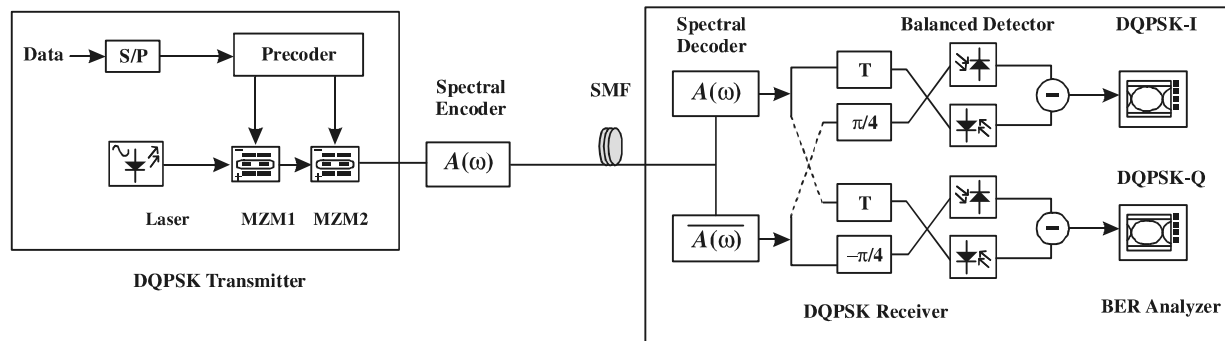 Data
S/P
Precoder
Laser
MZM1
MZM2
DQPSK Transmitter
Spectral
Encoder
A(ω)
SMF
Spectral
Decoder
A(ω)
A(ω)
T
π/4
T
−π/4
Balanced Detector
−
−
DQPSK-I
DQPSK-Q
DQPSK Receiver
BER Analyzer